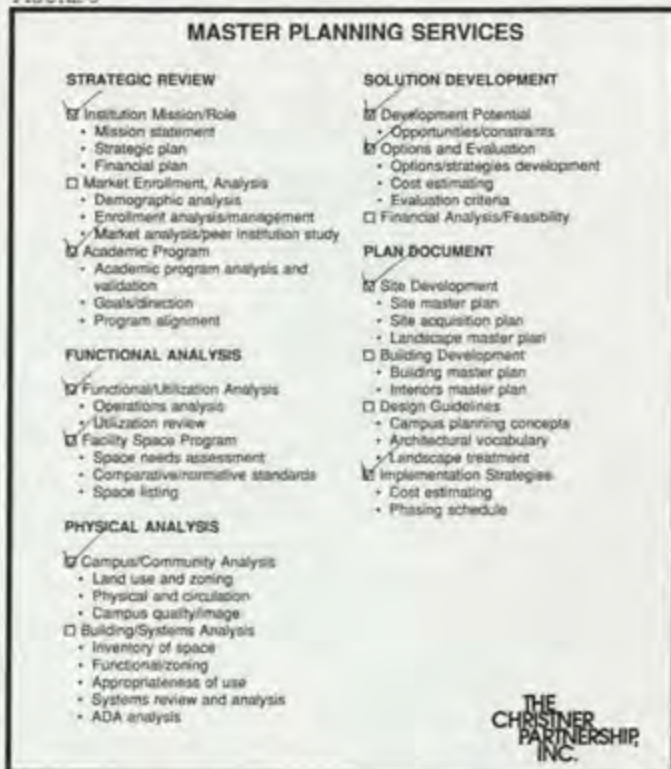 MASTER PLANNING SERVICES
STRATEGIC REVIEW
☑ Institution Mission/Role
• Mission statement
• Strategic plan
• Financial plan
☐ Market Enrollment, Analysis
• Demographic analysis
• Enrollment analysis/management
• Market analysis/peer institution study
☑ Academic Program
• Academic program analysis and
validation
• Goals/direction
• Program alignment
FUNCTIONAL ANALYSIS
☑ Functional/Utilization Analysis
• Operations analysis
• Utilization review
☑ Facility Space Program
• Space needs assessment
• Comparative/normative standards
• Space listing
PHYSICAL ANALYSIS
☑ Campus/Community Analysis
• Land use and zoning
• Physical and circulation
• Campus quality/image
☐ Building/Systems Analysis
• Inventory of space
• Functional/zoning
• Appropriateness of use
• Systems review and analysis
• ADA analysis
SOLUTION DEVELOPMENT
☑ Development Potential
• Opportunities/constraints
☑ Options and Evaluation
• Options/strategies development
• Cost estimating
• Evaluation criteria
☐ Financial Analysis/Feasibility
PLAN DOCUMENT
☑ Site Development
• Site master plan
• Site acquisition plan
• Landscape master plan
☐ Building Development
• Building master plan
• Interiors master plan
☐ Design Guidelines
• Campus planning concepts
• Architectural vocabulary
• Landscape treatment
☑ Implementation Strategies
• Cost estimating
• Phasing schedule
THE
CHRISTNER
PARTNERSHIP,
INC.